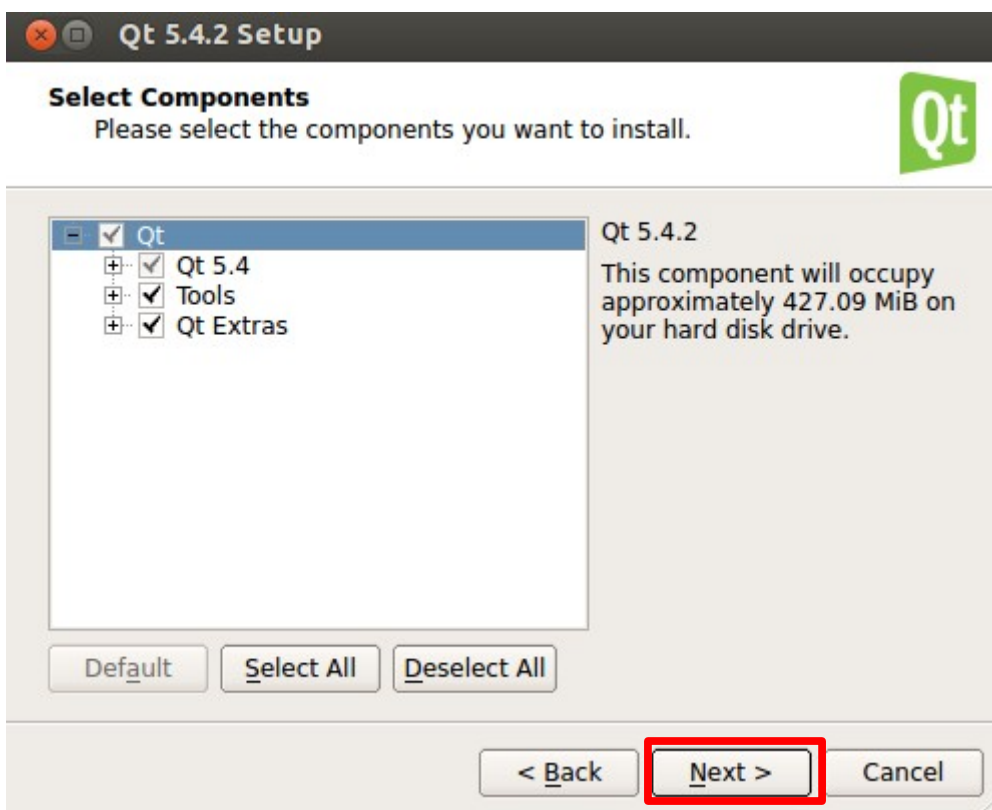 Qt 5.4.2 Setup
Select Components
Please select the components you want to install.
Qt
Qt
Qt 5.4
Tools
Qt Extras
Qt 5.4.2
This component will occupy
approximately 427.09 MiB on
your hard disk drive.
Default
Select All
Deselect All
< Back
Next >
Cancel